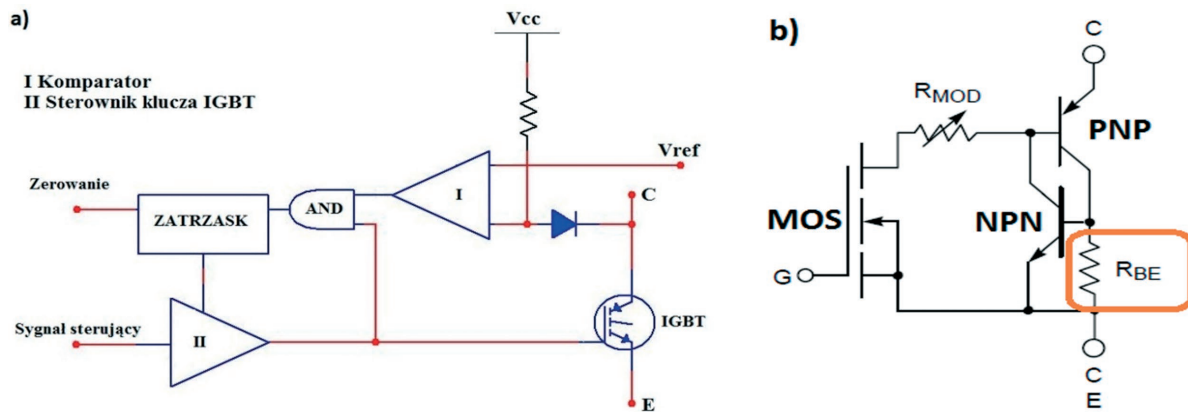 a)
Vcc
I Komparator
II Sterownik klucza IGBT
Vref
Zerowanie
ZATRZASK
AND
I
C
Sygnał sterujący
II
IGBT
E
b)
C
RMOD
PNP
MOS
NPN
RBE
G
C
E